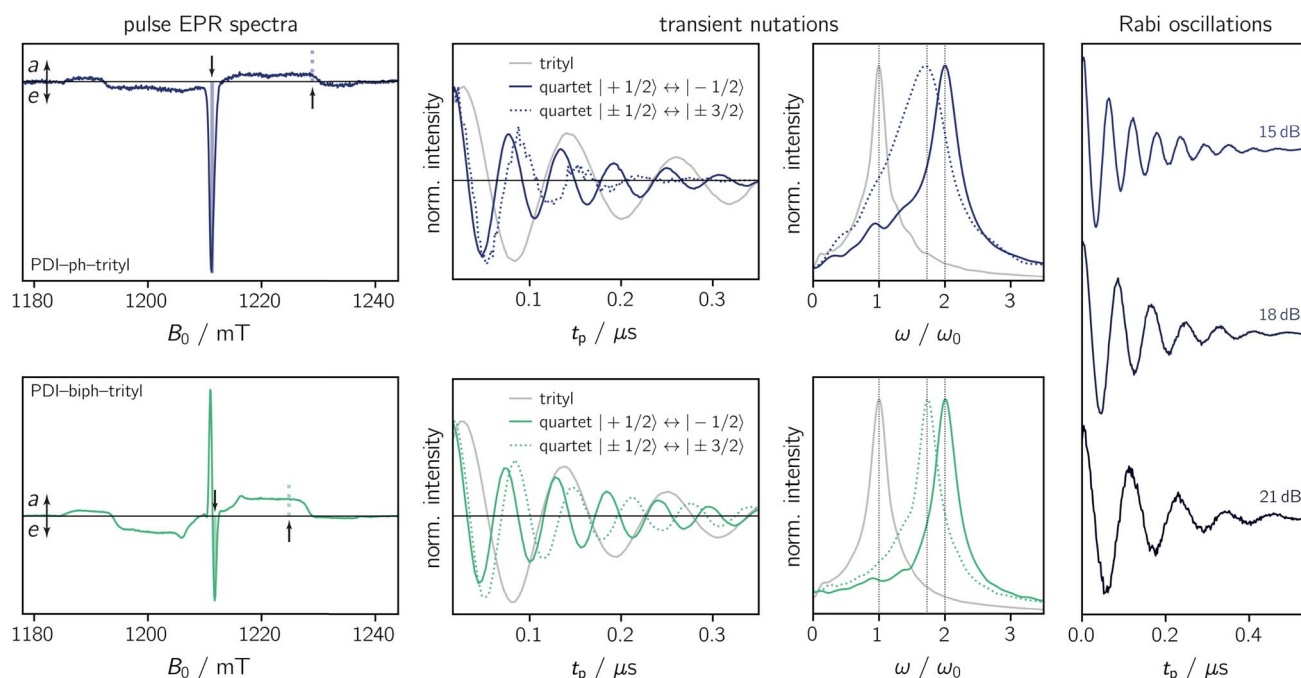 pulse EPR spectra
transient nutations
Rabi oscillations
a
e
PDI–ph–trityl
1180
1200
1220
1240
B₀ / mT
norm. intensity
trityl
quartet | + 1/2⟩ ↔ | − 1/2⟩
quartet | ± 1/2⟩ ↔ | ± 3/2⟩
0.1
0.2
0.3
tₚ / μs
norm. intensity
0
1
2
3
ω / ω₀
15 dB
18 dB
21 dB
0.0
0.2
0.4
tₚ / μs
PDI–biph–trityl
a
e
1180
1200
1220
1240
B₀ / mT
norm. intensity
trityl
quartet | + 1/2⟩ ↔ | − 1/2⟩
quartet | ± 1/2⟩ ↔ | ± 3/2⟩
0.1
0.2
0.3
tₚ / μs
norm. intensity
0
1
2
3
ω / ω₀